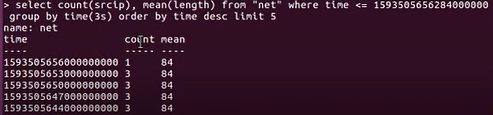 > select count(srcip), mean(length) from "net" where time <= 1593505656284000000
group by time(3s) order by time desc limit 5
name: net
time count mean
---- ----- ----
1593505656000000000 1 84
1593505653000000000 3 84
1593505650000000000 3 84
1593505647000000000 3 84
1593505644000000000 3 84